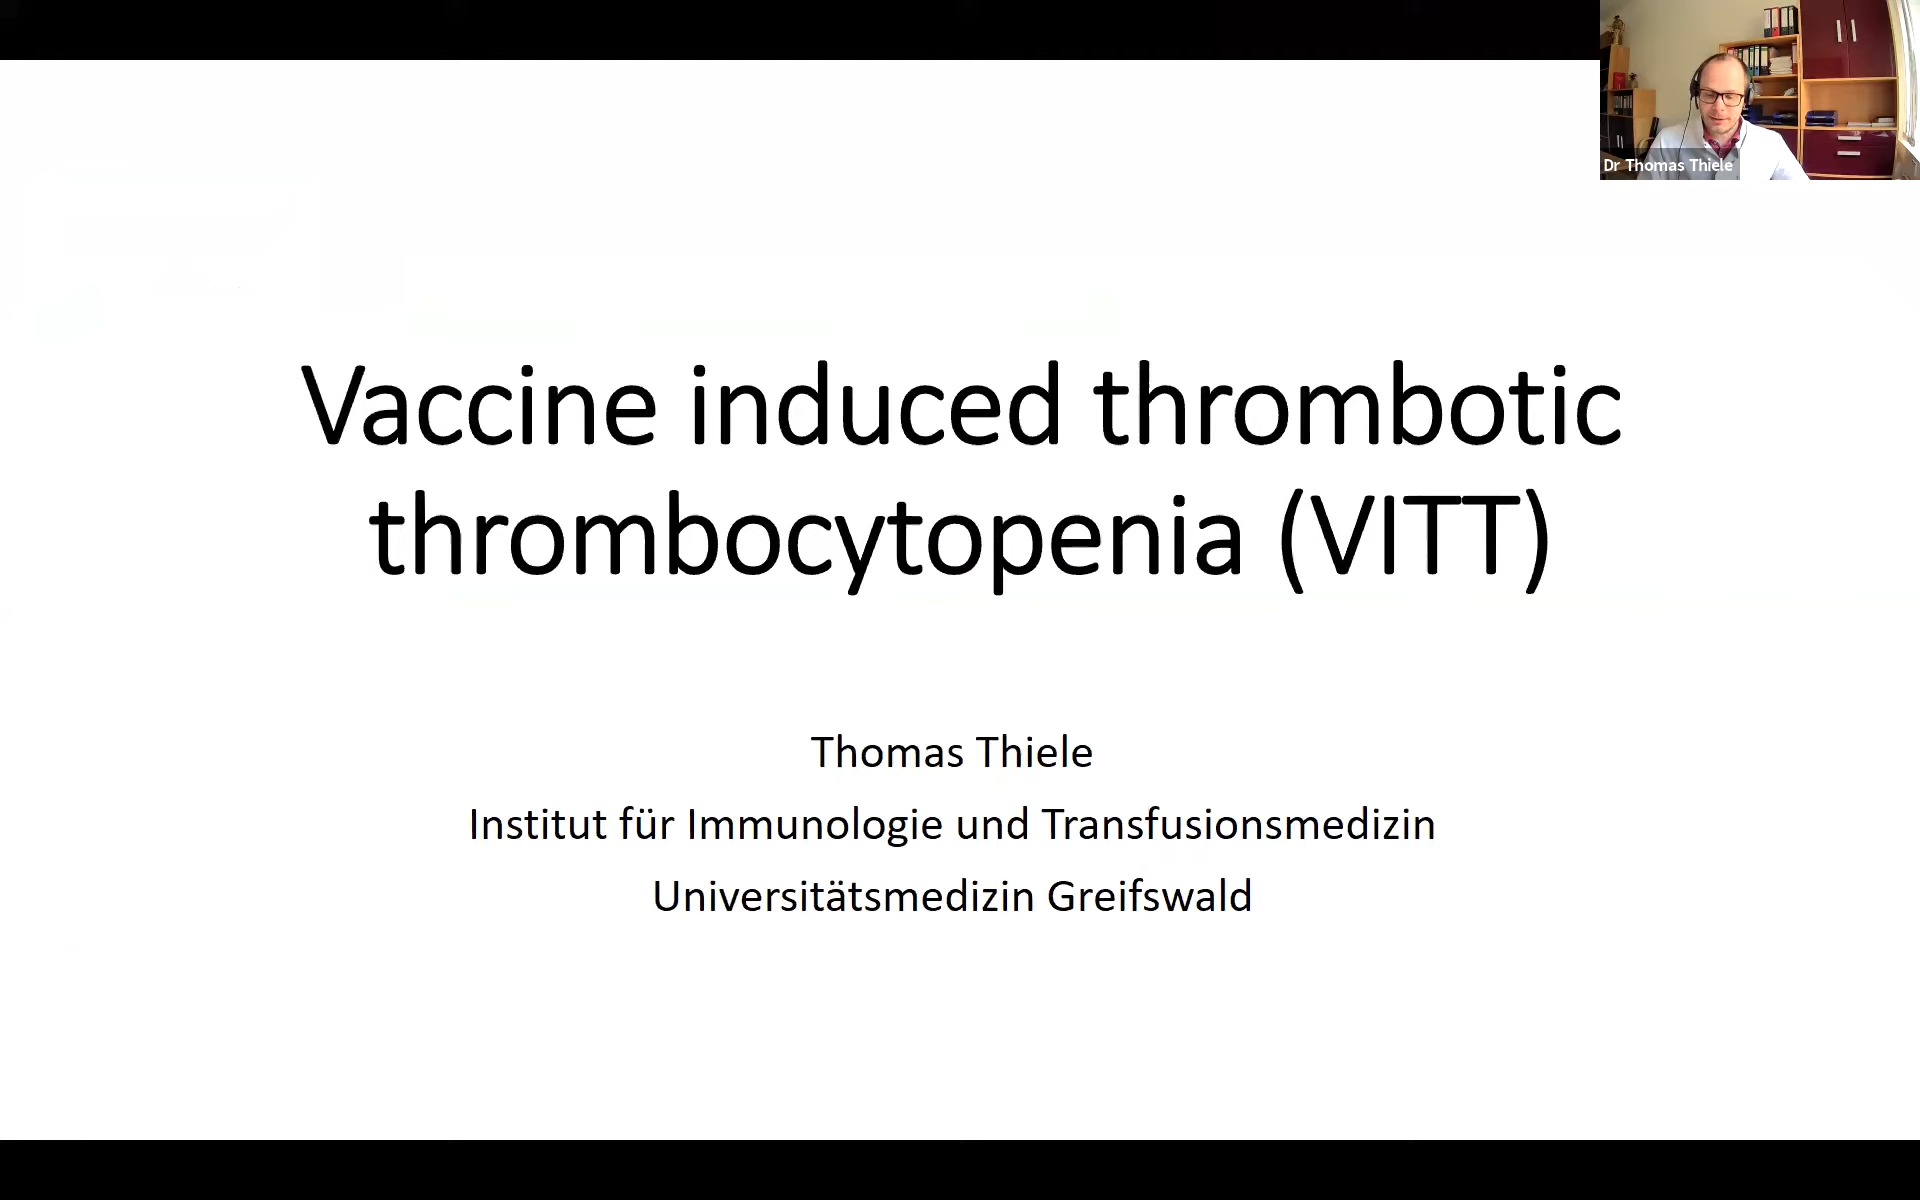 Dr Thomas Thiele
Vaccine induced thrombotic
thrombocytopenia (VITT)
Thomas Thiele
Institut für Immunologie und Transfusionsmedizin
Universitätsmedizin Greifswald